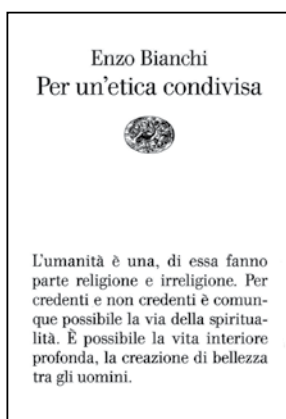 Enzo Bianchi
Per un'etica condivisa
L'umanità è una, di essa fanno
parte religione e irreligione. Per
credenti e non credenti è comun-
que possibile la via della spiritua-
lità. È possibile la vita interiore
profonda, la creazione di bellezza
tra gli uomini.